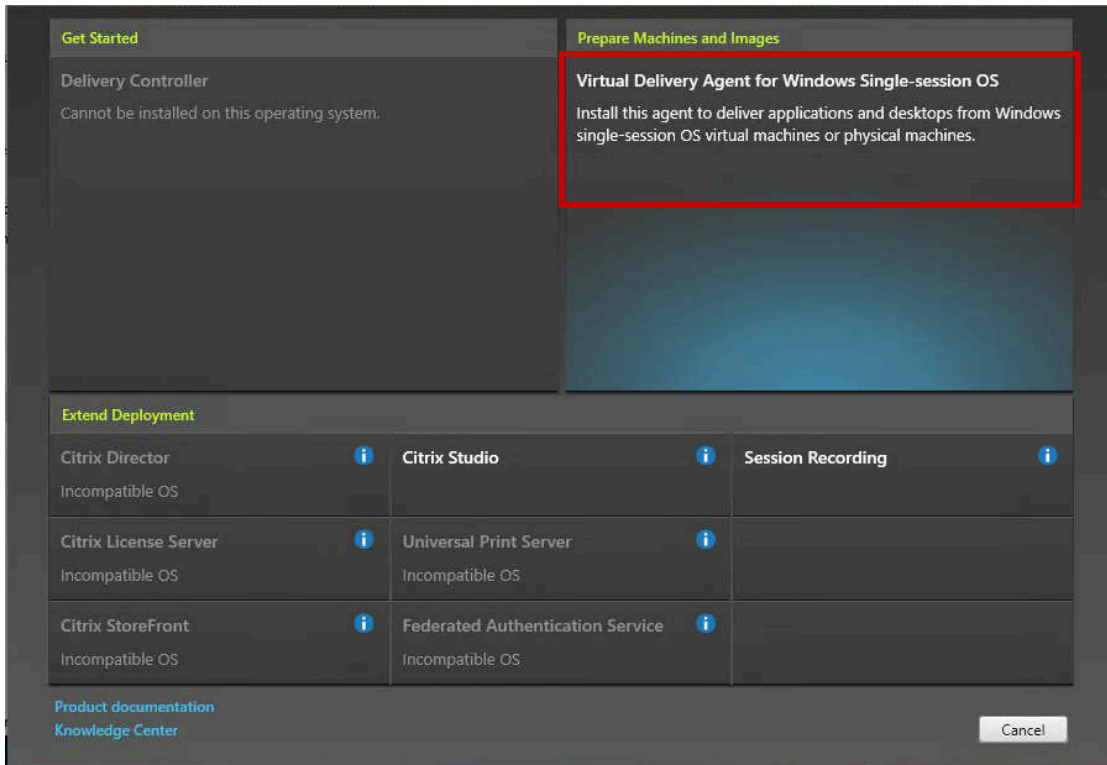 Get Started
Delivery Controller
Cannot be installed on this operating system.
Prepare Machines and Images
Virtual Delivery Agent for Windows Single-session OS
Install this agent to deliver applications and desktops from Windows
single-session OS virtual machines or physical machines.
Extend Deployment
Citrix Director
Incompatible OS
Citrix Studio
Session Recording
Citrix License Server
Incompatible OS
Universal Print Server
Incompatible OS
Citrix StoreFront
Incompatible OS
Federated Authentication Service
Incompatible OS
Product documentation
Knowledge Center
Cancel